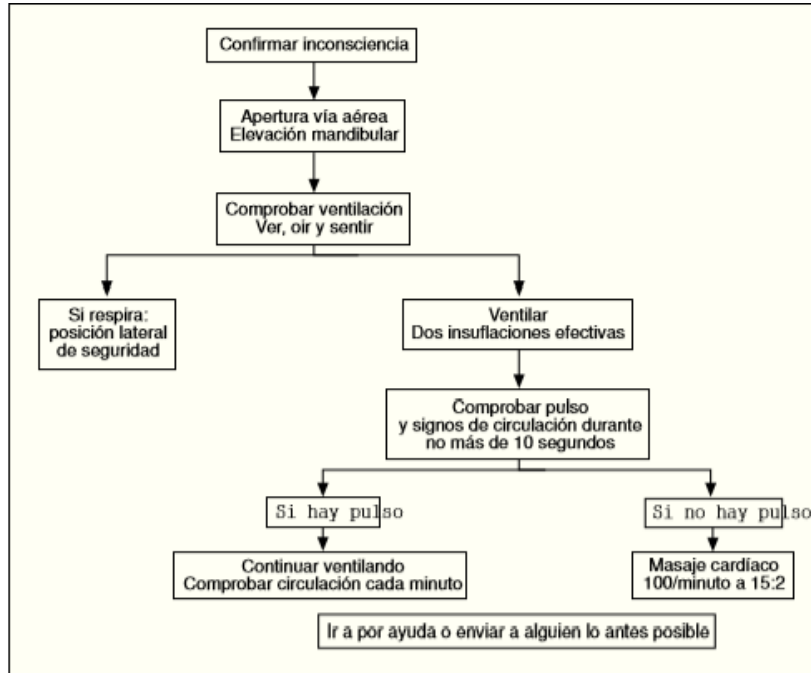 Confirmar inconsciencia
Apertura vía aérea
Elevación mandibular
Comprobar ventilación
Ver, oir y sentir
Si respira:
posición lateral
de seguridad
Ventilar
Dos insuflaciones efectivas
Comprobar pulso
y signos de circulación durante
no más de 10 segundos
Si hay pulso
Si no hay pulso
Continuar ventilando
Comprobar circulación cada minuto
Masaje cardíaco
100/minuto a 15:2
Ir a por ayuda o enviar a alguien lo antes posible